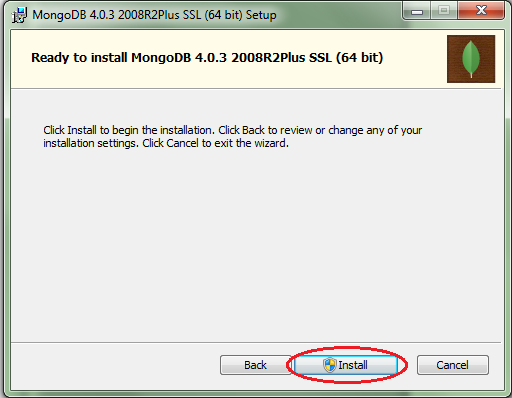 MongoDB 4.0.3 2008R2Plus SSL (64 bit) Setup
Ready to install MongoDB 4.0.3 2008R2Plus SSL (64 bit)
Click Install to begin the installation. Click Back to review or change any of your
installation settings. Click Cancel to exit the wizard.
Back Install Cancel